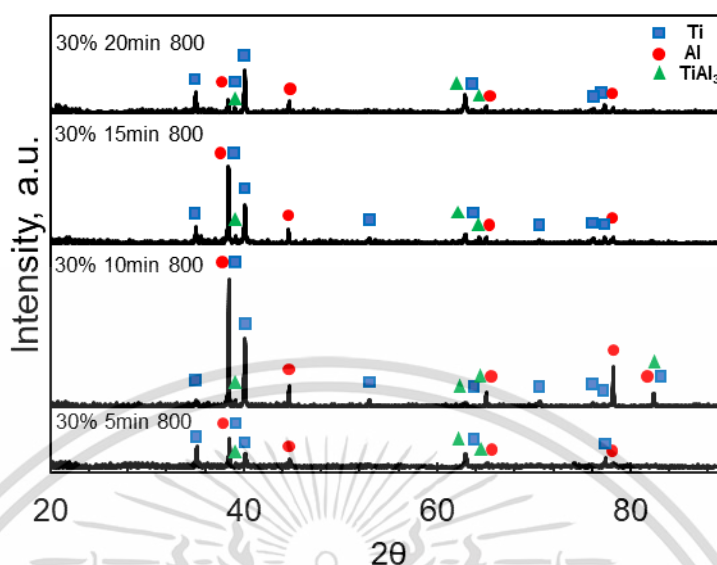 30% 20min 800
Ti
Al
TiAl3
30% 15min 800
30% 10min 800
30% 5min 800
Intensity, a.u.
20 40 60 80
2θ